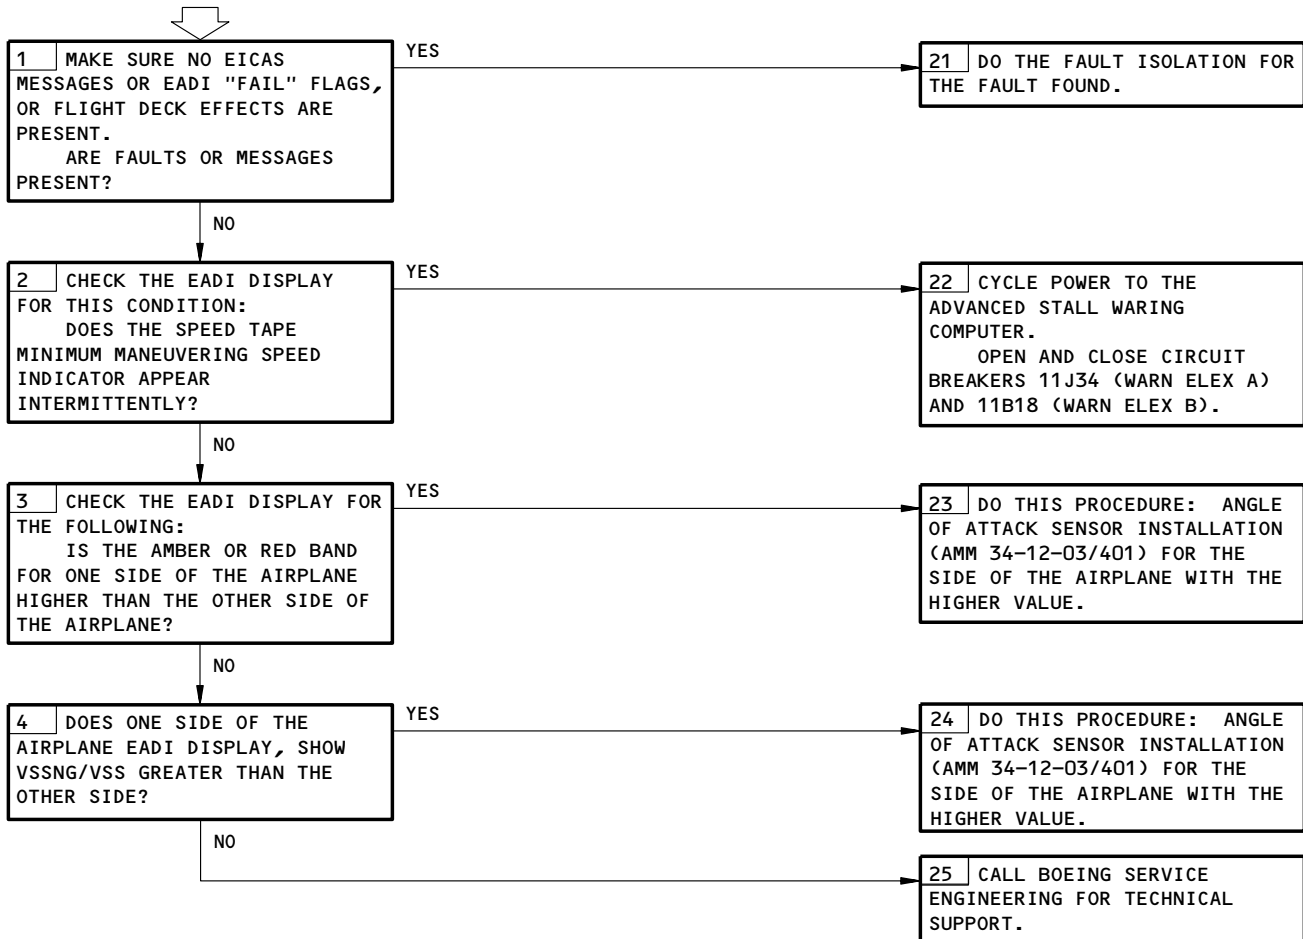 1 MAKE SURE NO EICAS
MESSAGES OR EADI "FAIL" FLAGS,
OR FLIGHT DECK EFFECTS ARE
PRESENT.
ARE FAULTS OR MESSAGES
PRESENT?
YES
21 DO THE FAULT ISOLATION FOR
THE FAULT FOUND.
NO
2 CHECK THE EADI DISPLAY
FOR THIS CONDITION:
DOES THE SPEED TAPE
MINIMUM MANEUVERING SPEED
INDICATOR APPEAR
INTERMITTENTLY?
YES
22 CYCLE POWER TO THE
ADVANCED STALL WARING
COMPUTER.
OPEN AND CLOSE CIRCUIT
BREAKERS 11J34 (WARN ELEX A)
AND 11B18 (WARN ELEX B).
NO
3 CHECK THE EADI DISPLAY FOR
THE FOLLOWING:
IS THE AMBER OR RED BAND
FOR ONE SIDE OF THE AIRPLANE
HIGHER THAN THE OTHER SIDE OF
THE AIRPLANE?
YES
23 DO THIS PROCEDURE: ANGLE
OF ATTACK SENSOR INSTALLATION
(AMM 34-12-03/401) FOR THE
SIDE OF THE AIRPLANE WITH THE
HIGHER VALUE.
NO
4 DOES ONE SIDE OF THE
AIRPLANE EADI DISPLAY, SHOW
VSSNG/VSS GREATER THAN THE
OTHER SIDE?
YES
24 DO THIS PROCEDURE: ANGLE
OF ATTACK SENSOR INSTALLATION
(AMM 34-12-03/401) FOR THE
SIDE OF THE AIRPLANE WITH THE
HIGHER VALUE.
NO
25 CALL BOEING SERVICE
ENGINEERING FOR TECHNICAL
SUPPORT.